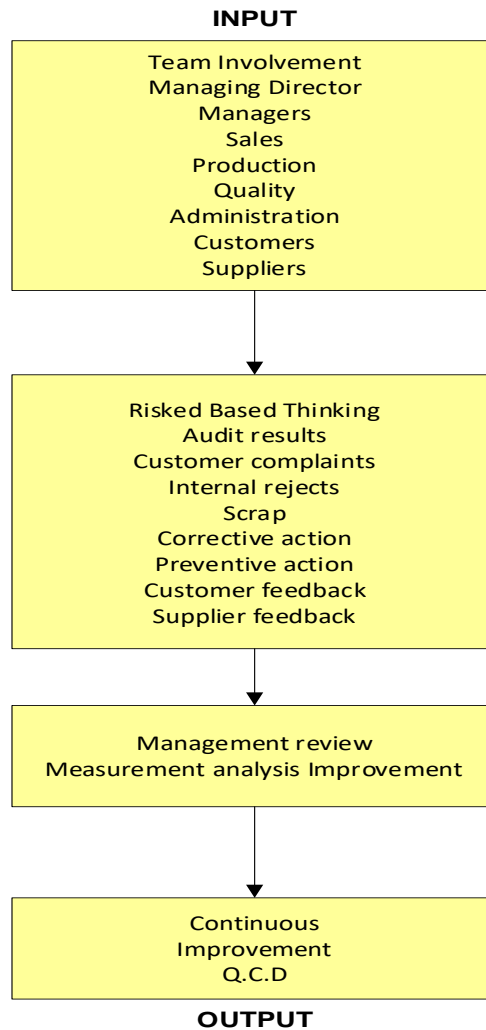 INPUT
Team Involvement
Managing Director
Managers
Sales
Production
Quality
Administration
Customers
Suppliers
Risked Based Thinking
Audit results
Customer complaints
Internal rejects
Scrap
Corrective action
Preventive action
Customer feedback
Supplier feedback
Management review
Measurement analysis Improvement
Continuous
Improvement
Q.C.D
OUTPUT